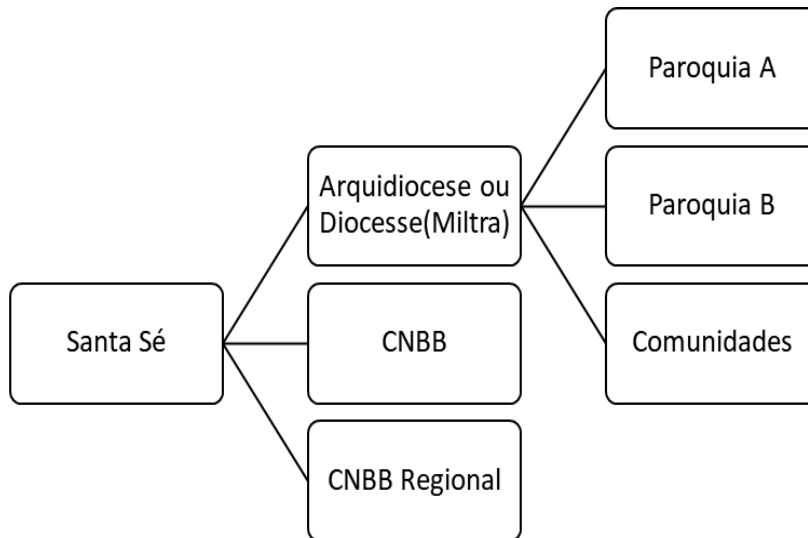 Santa Sé
Arquidiocese ou
Diocesse(Miltra)
CNBB
CNBB Regional
Paroquia A
Paroquia B
Comunidades